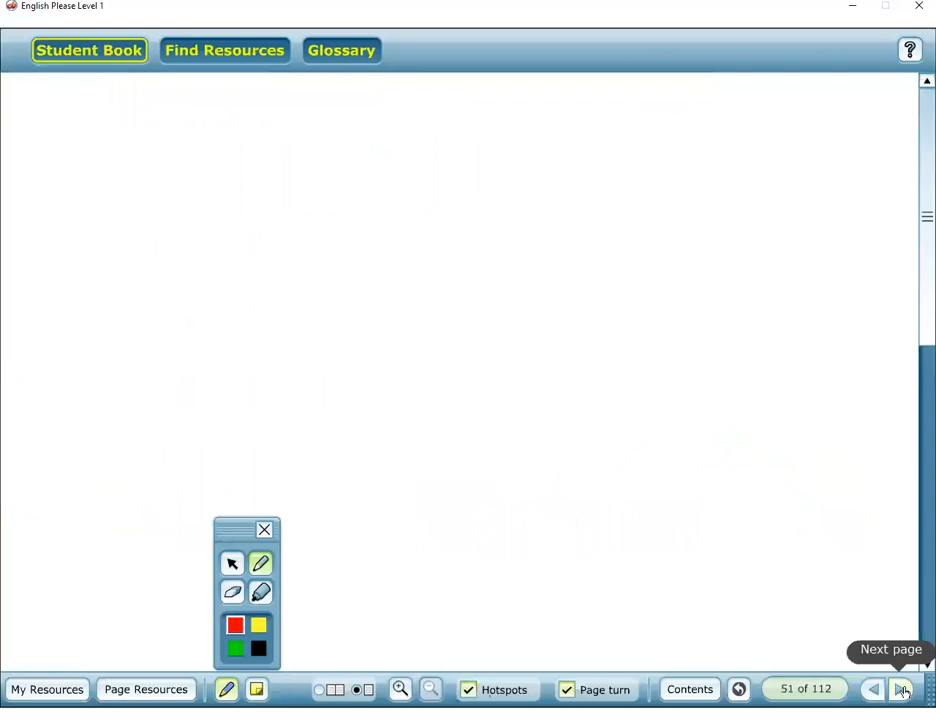 English Please Level 1
Student Book
Find Resources
Glossary
?
Next page
My Resources
Page Resources
Hotspots
Page turn
Contents
51 of 112